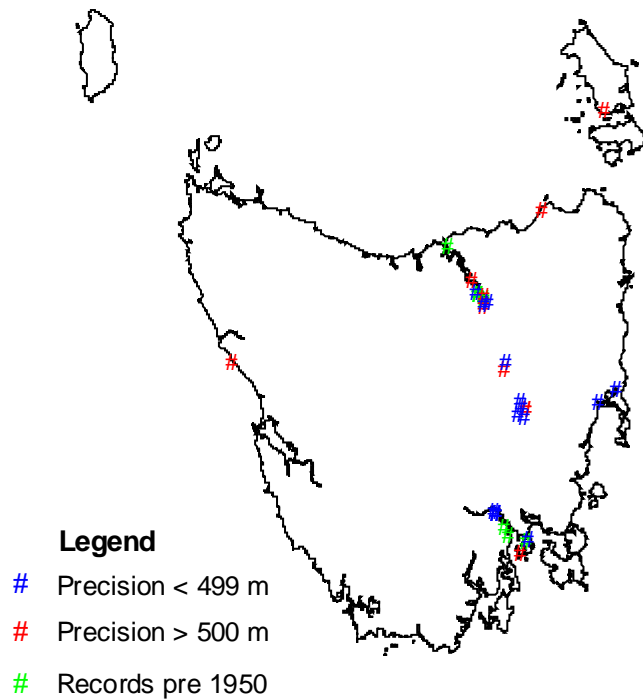 Legend
# Precision < 499 m
# Precision > 500 m
# Records pre 1950